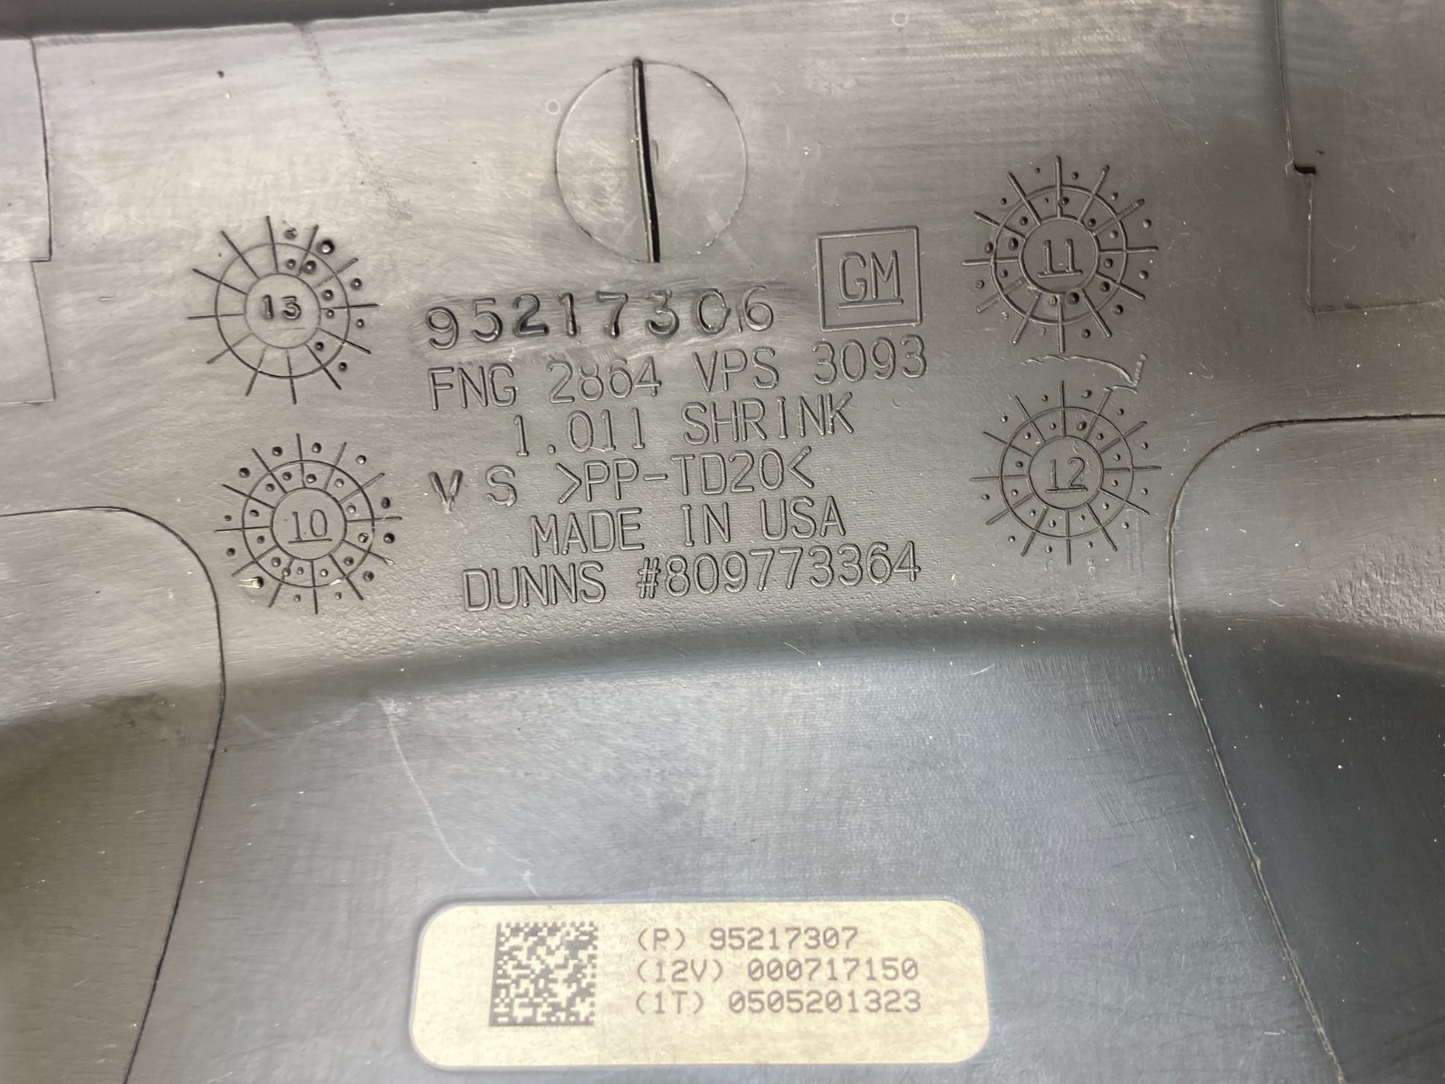 13
95217306
GM
11
FNG 2864 VPS 3093
1.011 SHRINK
VS >PP-TD20<
10
12
MADE IN USA
DUNNS #809773364
(P) 95217307
(12V) 000717150
(1T) 0505201323